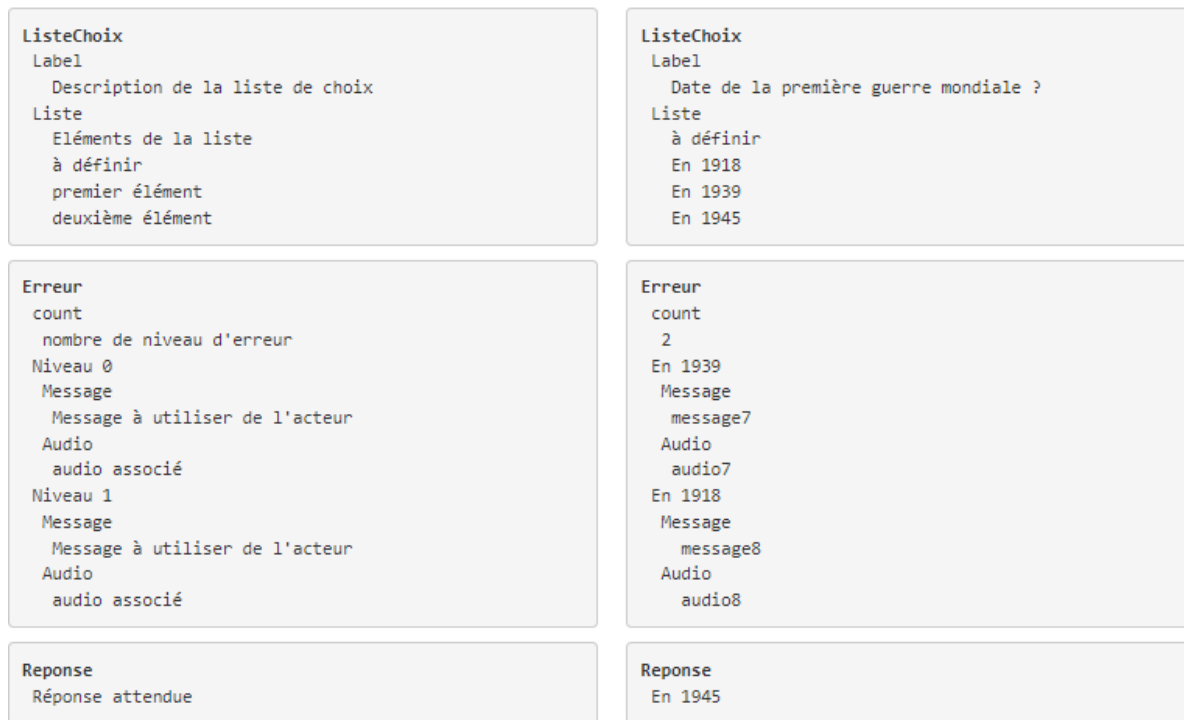 ListeChoix
Label
Description de la liste de choix
Liste
Eléments de la liste
à définir
premier élément
deuxième élément
ListeChoix
Label
Date de la première guerre mondiale ?
Liste
à définir
En 1918
En 1939
En 1945
Erreur
count
nombre de niveau d'erreur
Niveau 0
Message
Message à utiliser de l'acteur
Audio
audio associé
Niveau 1
Message
Message à utiliser de l'acteur
Audio
audio associé
Erreur
count
2
En 1939
Message
message7
Audio
audio7
En 1918
Message
message8
Audio
audio8
Reponse
Réponse attendue
Reponse
En 1945